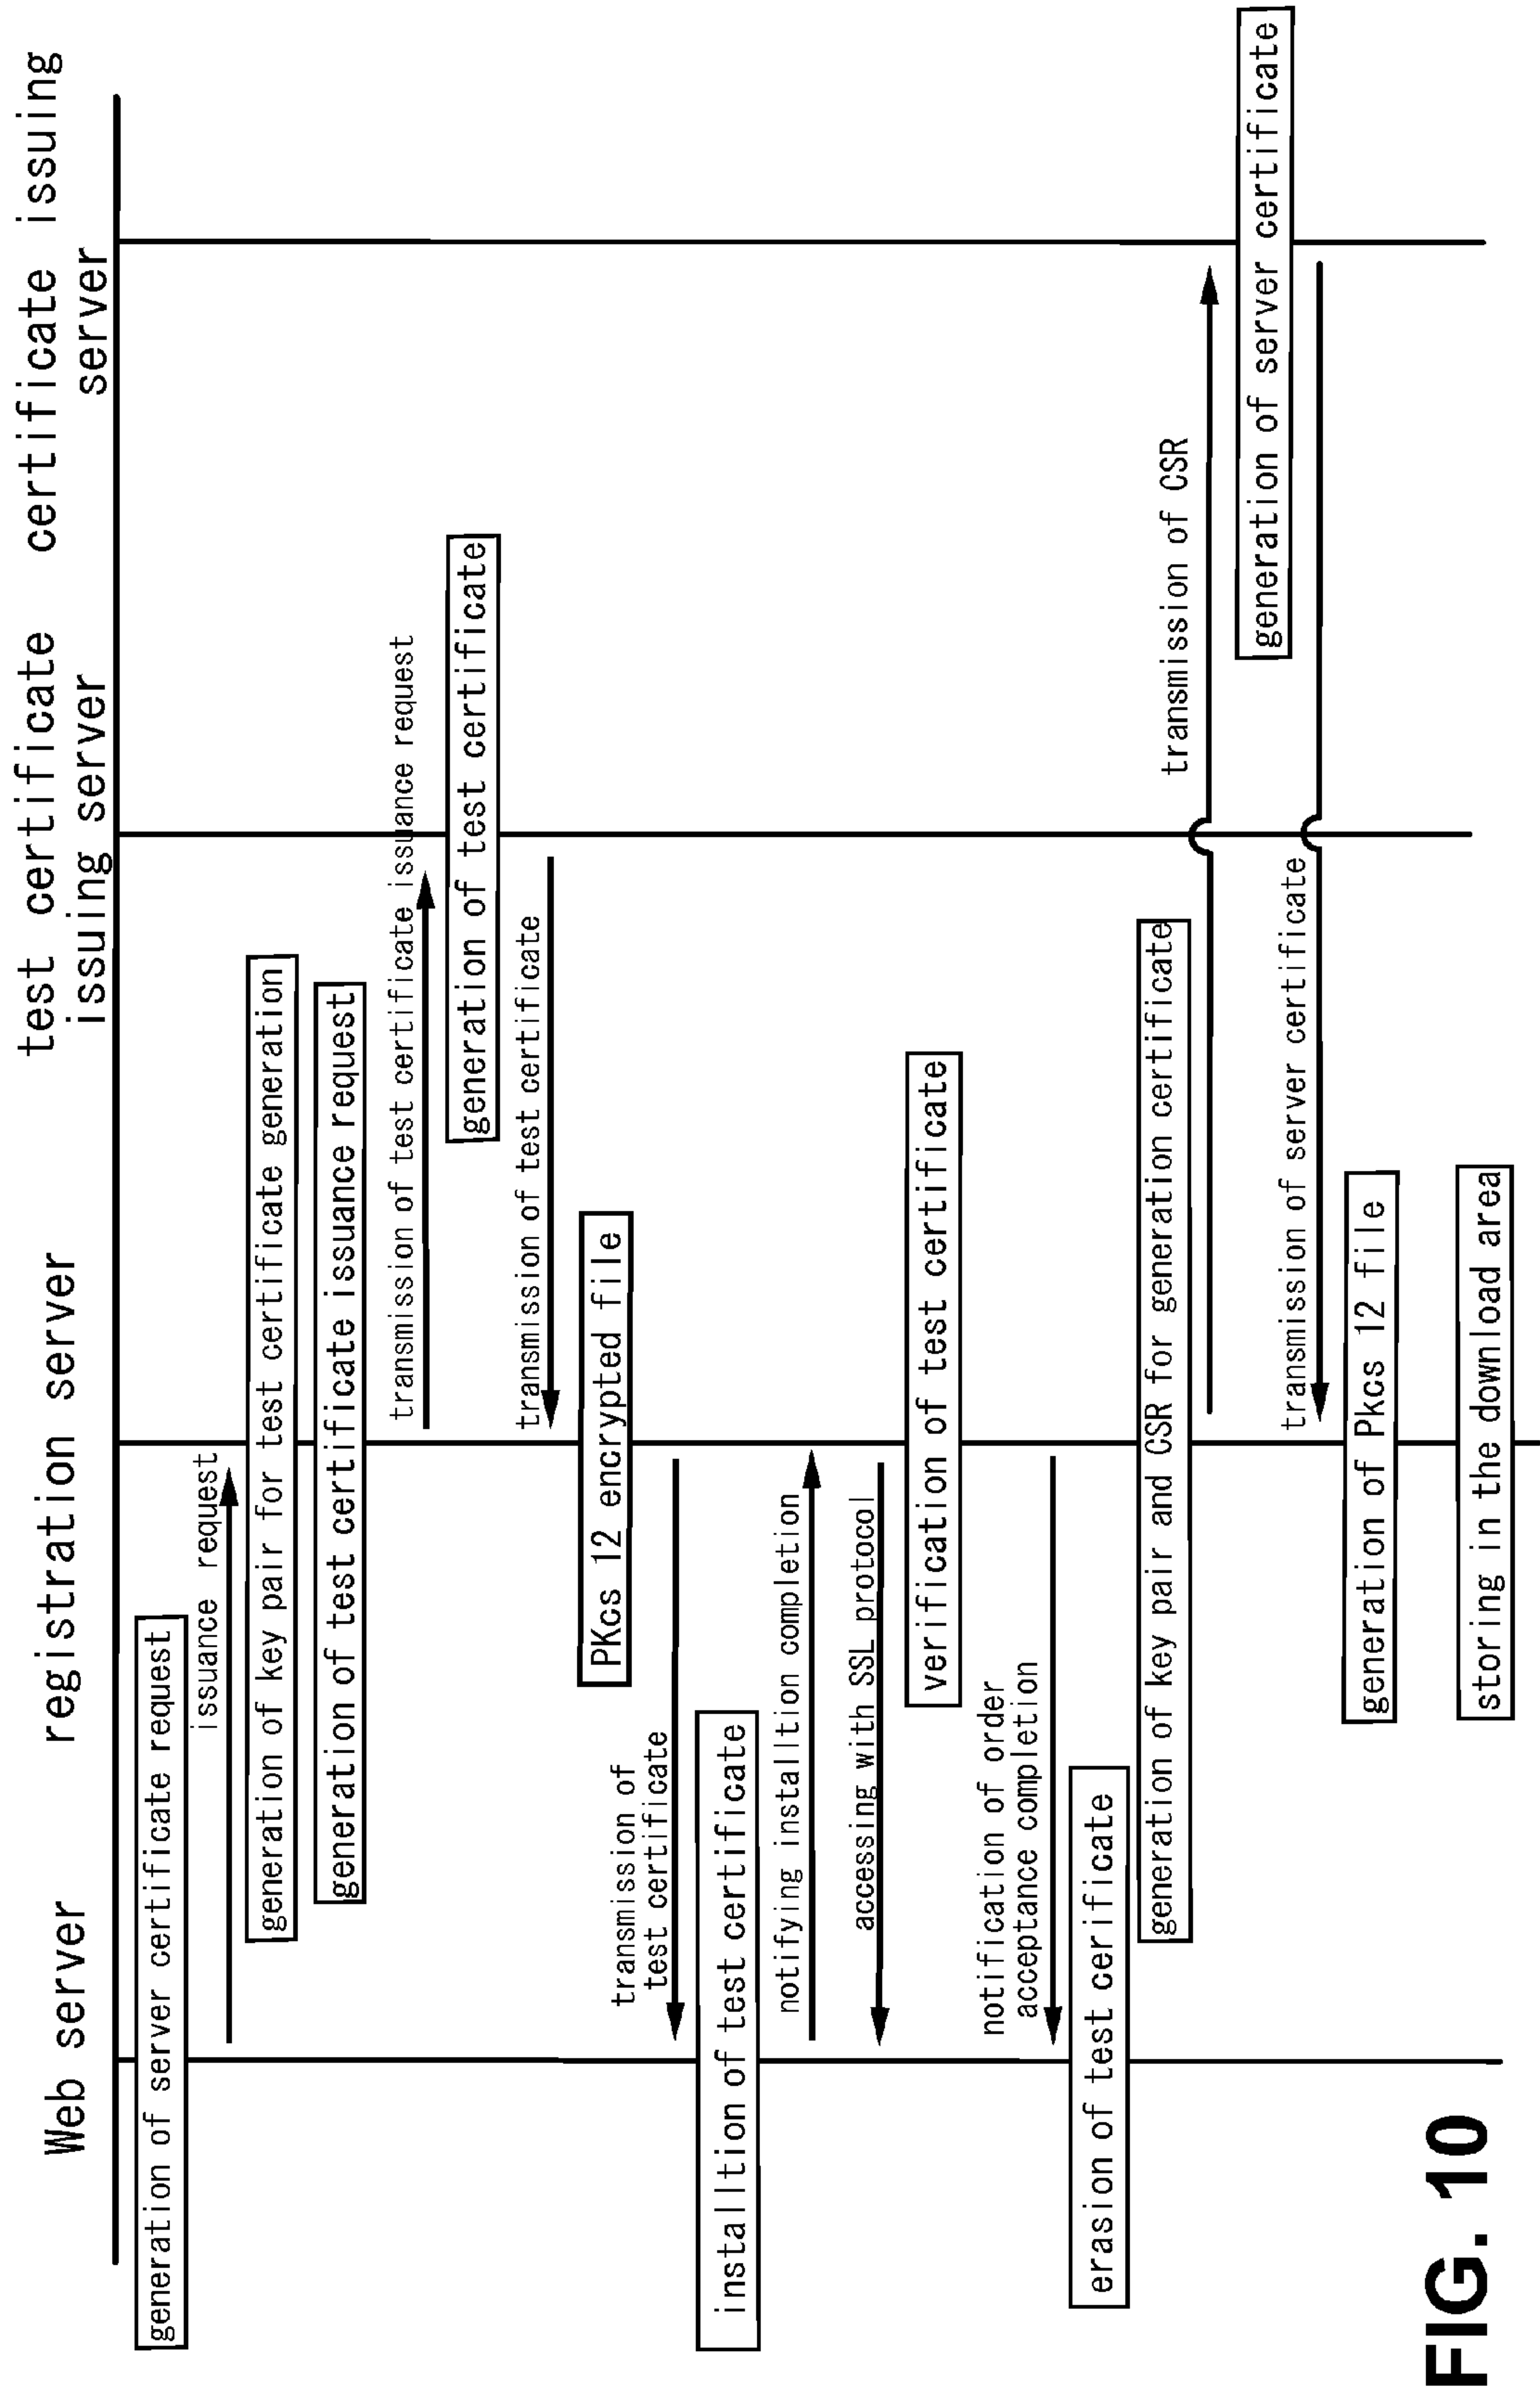 Web server
registration server
test certificate
issuing server
certificate issuing
server
generation of server certificate request
issuance request
generation of key pair for test certificate generation
generation of test certificate issuance request
transmission of test certificate issuance request
generation of test certificate
transmission of test certificate
PKcs 12 encrypted file
transmission of
test certificate
installtion of test certificate
notifying installtion completion
accessing with SSL protocol
verification of test certificate
notification of order
acceptance completion
erasion of test cerificate
generation of key pair and CSR for generation certificate
transmission of CSR
generation of server certificate
transmission of server certificate
generation of Pkcs 12 file
storing in the download area
FIG. 10